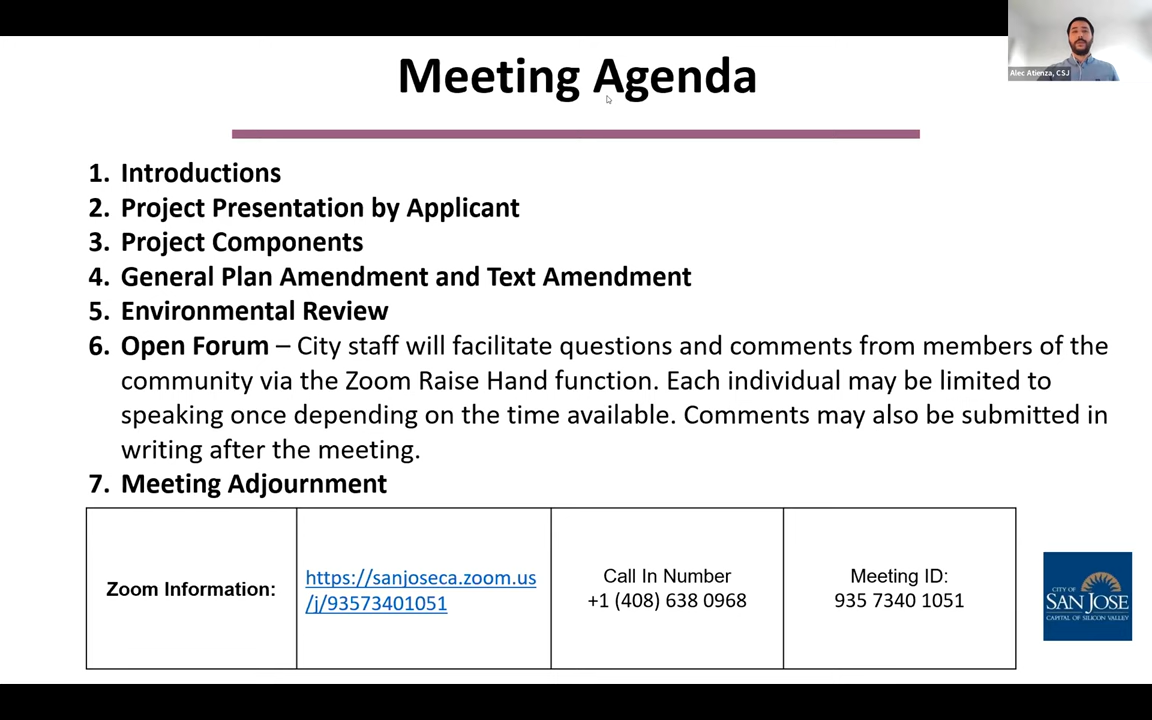 Meeting Agenda
Alec Atienza, CSJ
1. Introductions
2. Project Presentation by Applicant
3. Project Components
4. General Plan Amendment and Text Amendment
5. Environmental Review
6. Open Forum – City staff will facilitate questions and comments from members of the
community via the Zoom Raise Hand function. Each individual may be limited to
speaking once depending on the time available. Comments may also be submitted in
writing after the meeting.
7. Meeting Adjournment
Zoom Information:
https://sanjoseca.zoom.us
/j/93573401051
Call In Number
+1 (408) 638 0968
Meeting ID:
935 7340 1051
CITY OF
SAN JOSE
CAPITAL OF SILICON VALLEY